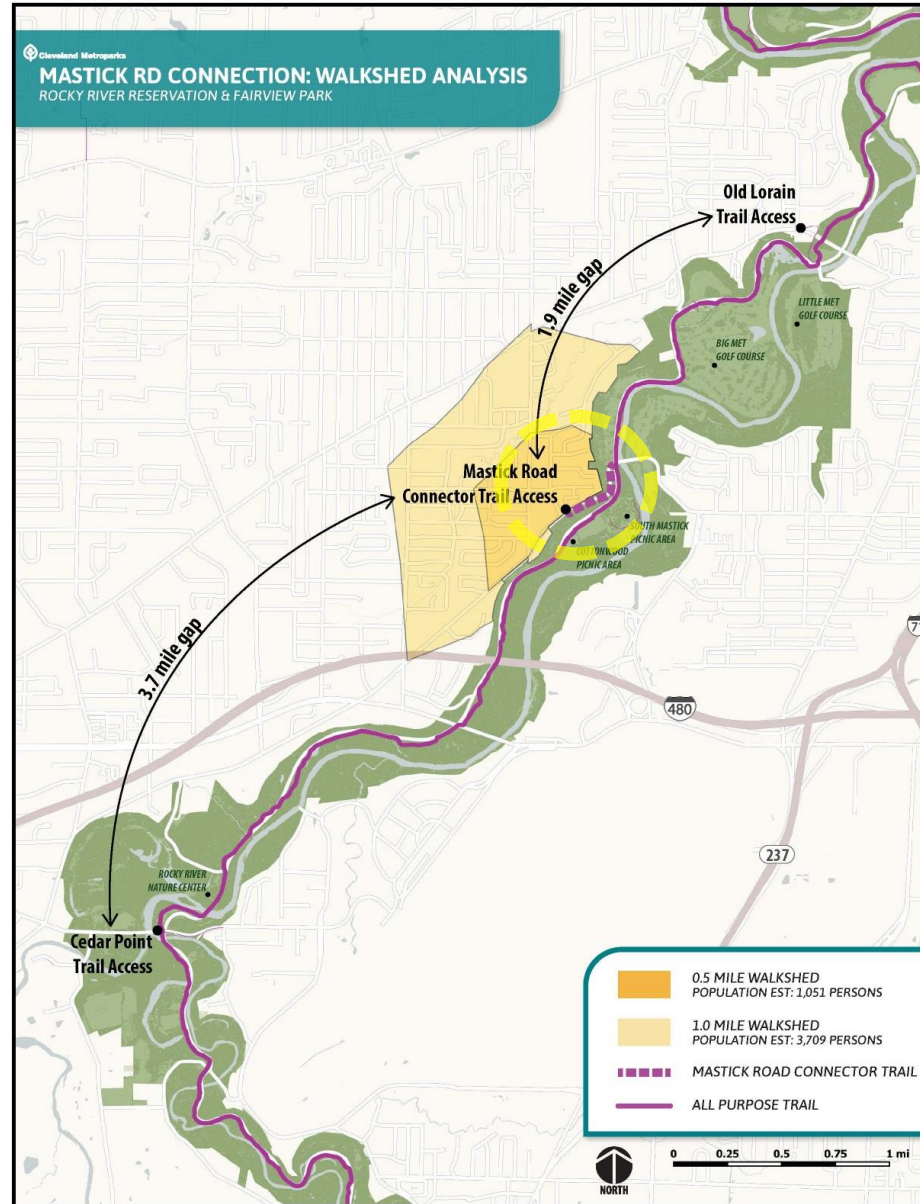 Cleveland Metroparks
MASTICK RD CONNECTION: WALKSHED ANALYSIS
ROCKY RIVER RESERVATION & FAIRVIEW PARK
Old Lorain
Trail Access
1.9 mile gap
LITTLE MET
GOLF COURSE
BIG MET
GOLF COURSE
Mastick Road
Connector Trail Access
SOUTH MASTICK
PICNIC AREA
COTTONWOOD
PICNIC AREA
3.7 mile gap
480
237
ROCKY RIVER
NATURE CENTER
Cedar Point
Trail Access
0.5 MILE WALKSHED
POPULATION EST: 1,051 PERSONS
1.0 MILE WALKSHED
POPULATION EST: 3,709 PERSONS
MASTICK ROAD CONNECTOR TRAIL
ALL PURPOSE TRAIL
NORTH
0 0.25 0.5 0.75 1 mi